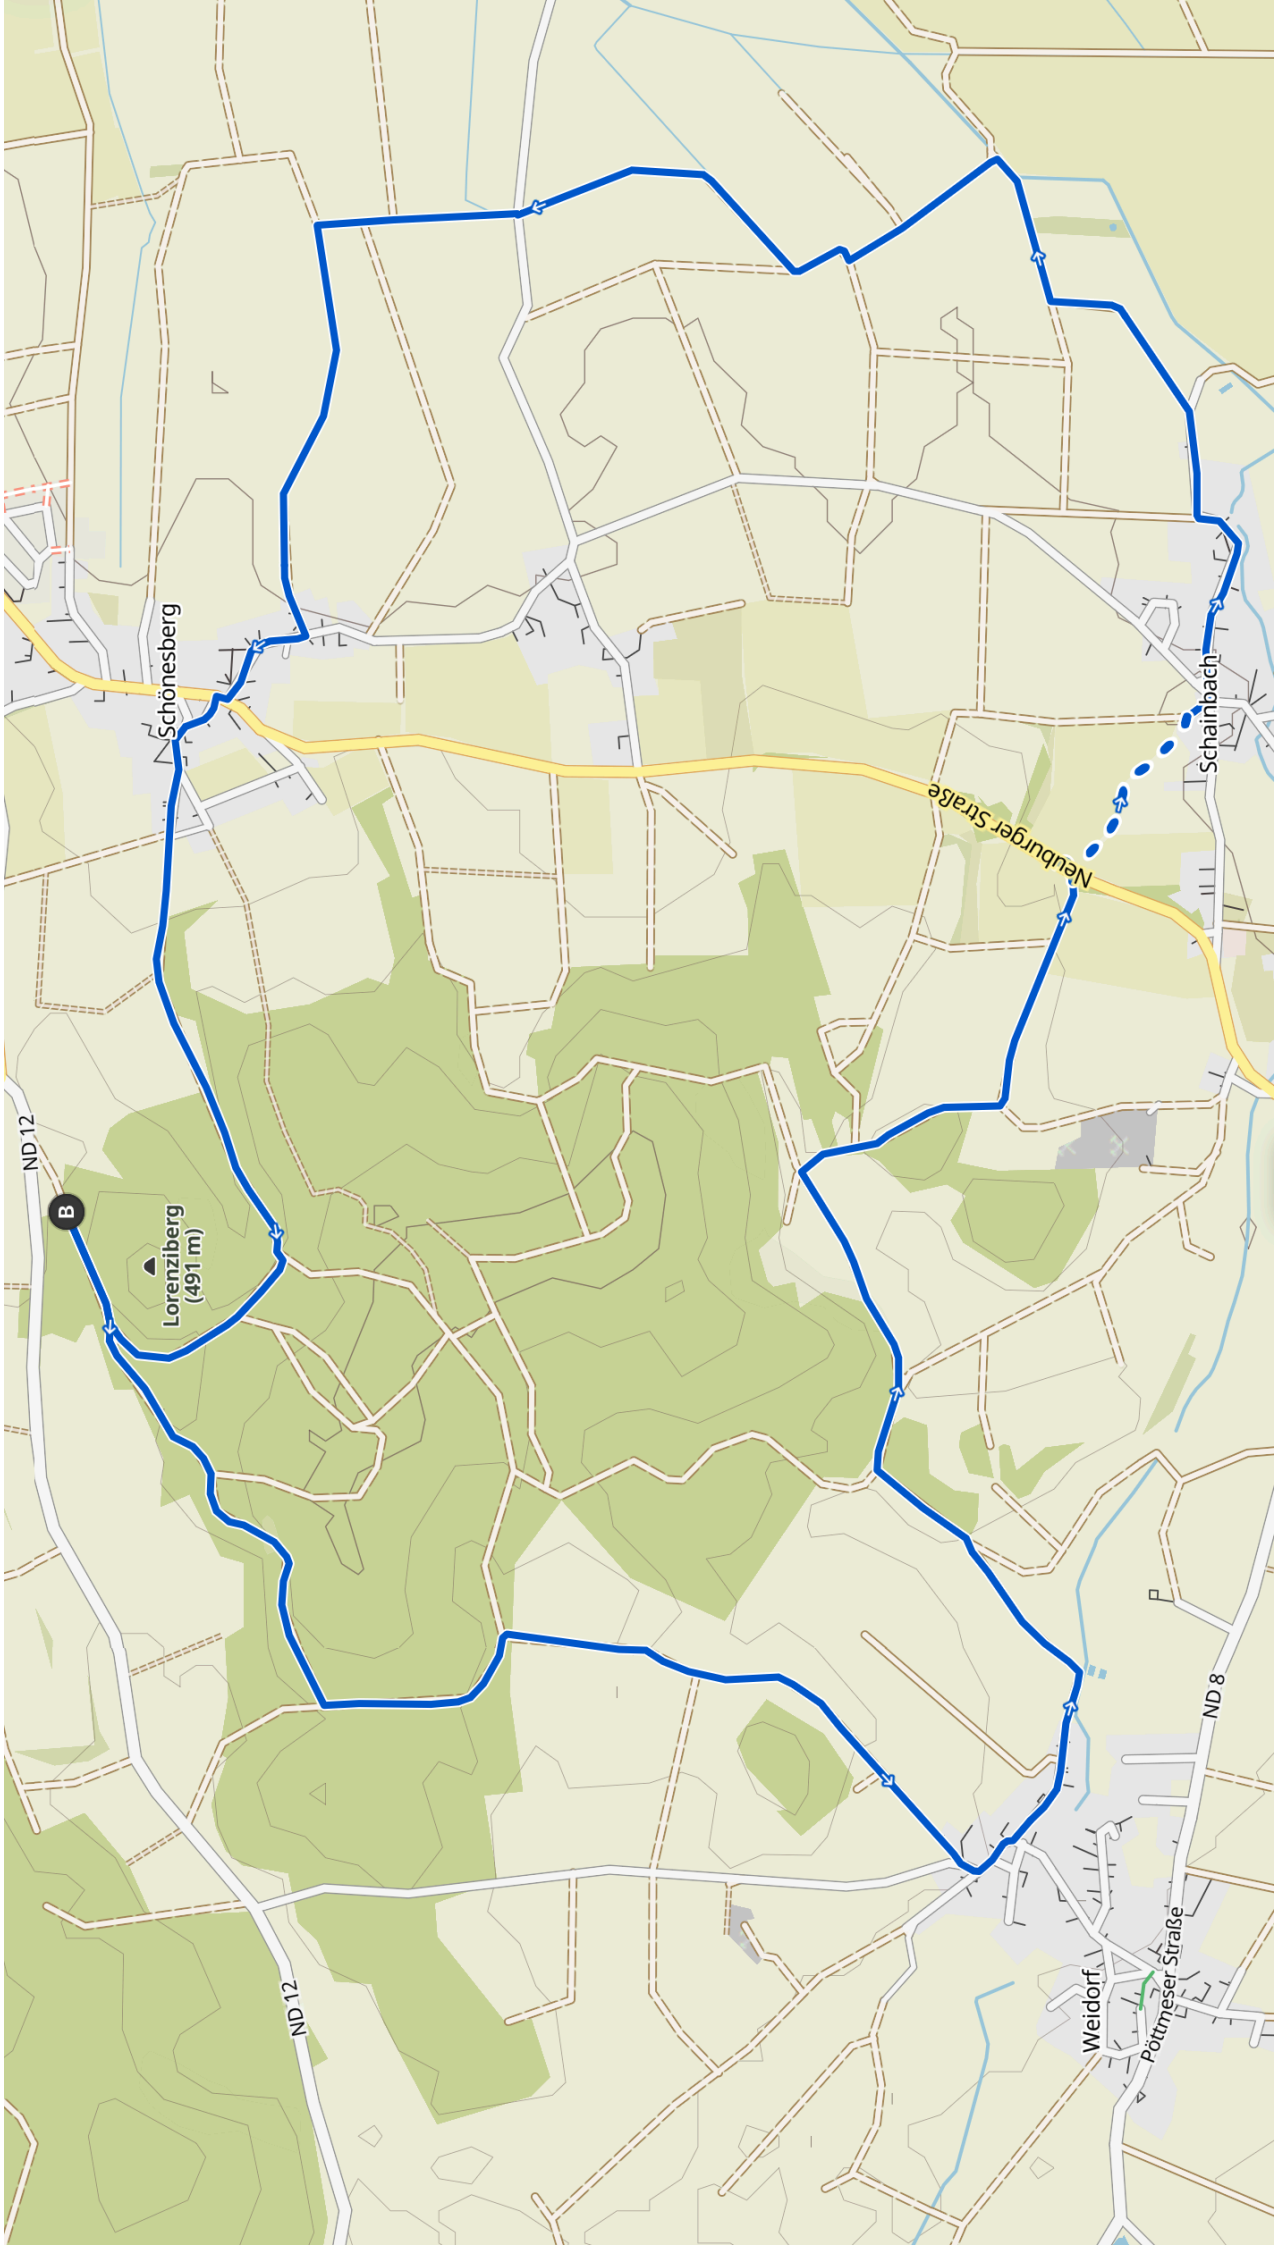 Schönesberg
ND 12
B
Lorenziberg
(491 m)
Neuburger Straße
Schainbach
ND 8
ND 12
Weidorf
Pöttmeser Straße
P